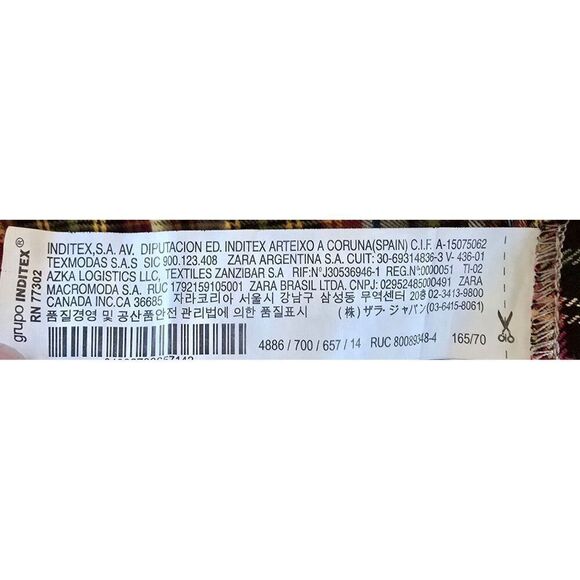 grupo INDITEX®
RN 77302
INDITEX,S.A. AV. DIPUTACION ED. INDITEX ARTEIXO A CORUNA(SPAIN) C.I.F. A-15075062
TEXMODAS S.A.S SIC 900.123.408 ZARA ARGENTINA S.A. CUIT: 30-69314836-3 V- 436-01
AZKA LOGISTICS LLC, TEXTILES ZANZIBAR S.A RIF:N°J30536946-1 REG.N°:0000051 TI-02
MACROMODA S.A. RUC 1792159105001 ZARA BRASIL LTDA. CNPJ: 02952485000491 ZARA
CANADA INC.CA 36685 자라코리아 서울시 강남구 삼성동 무역센터 20층 02-3413-9800
품질경영 및 공산품안전 관리법에 의한 품질표시 (株) ザラ・ジャパン(03-6415-8061)
4886 / 700 / 657 / 14 RUC 80089348-4 165/70